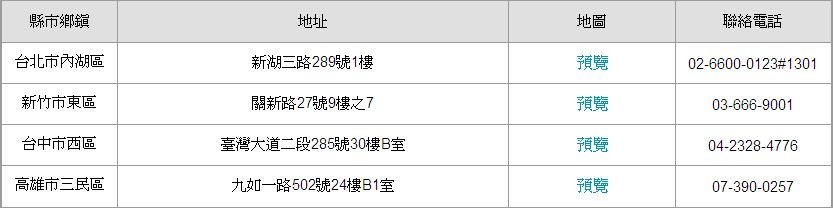 縣市鄉鎮 地址 地圖 聯絡電話
台北市內湖區 新湖三路289號1樓 預覽 02-6600-0123#1301
新竹市東區 關新路27號9樓之7 預覽 03-666-9001
台中市西區 臺灣大道二段285號30樓B室 預覽 04-2328-4776
高雄市三民區 九如一路502號24樓B1室 預覽 07-390-0257